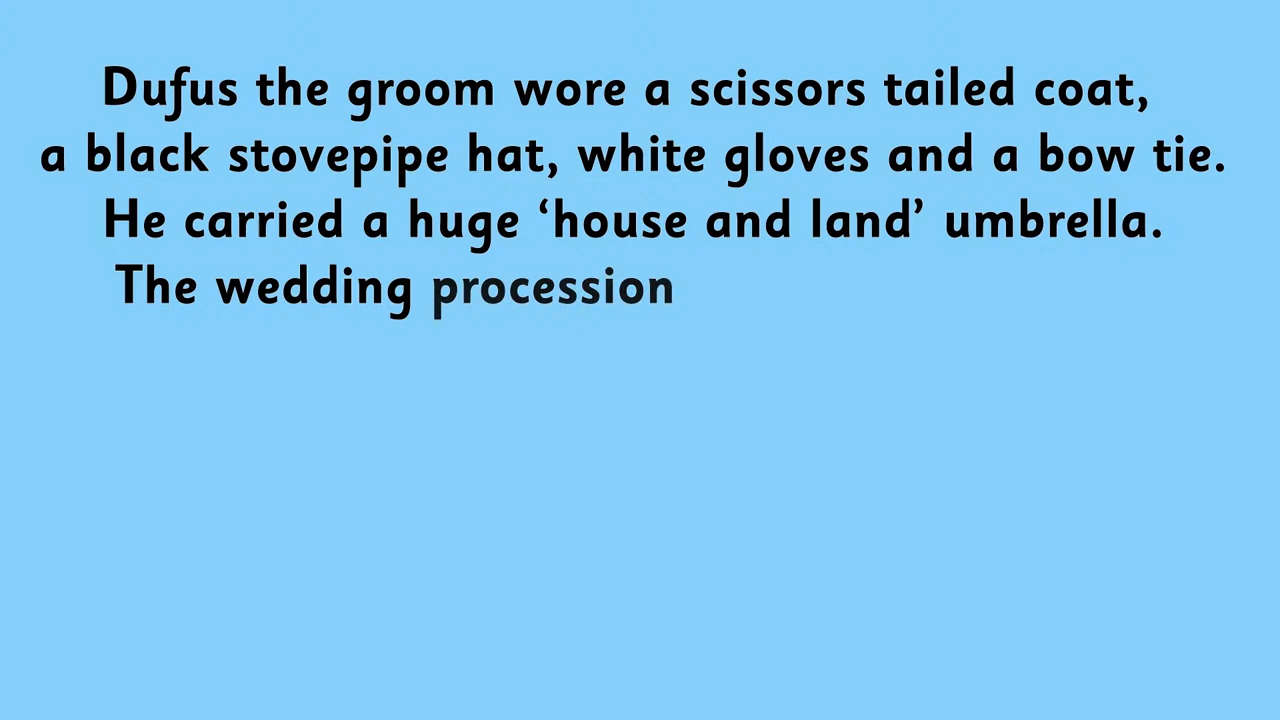 Dufus the groom wore a scissors tailed coat,
a black stovepipe hat, white gloves and a bow tie.
He carried a huge ‘house and land’ umbrella.
The wedding procession